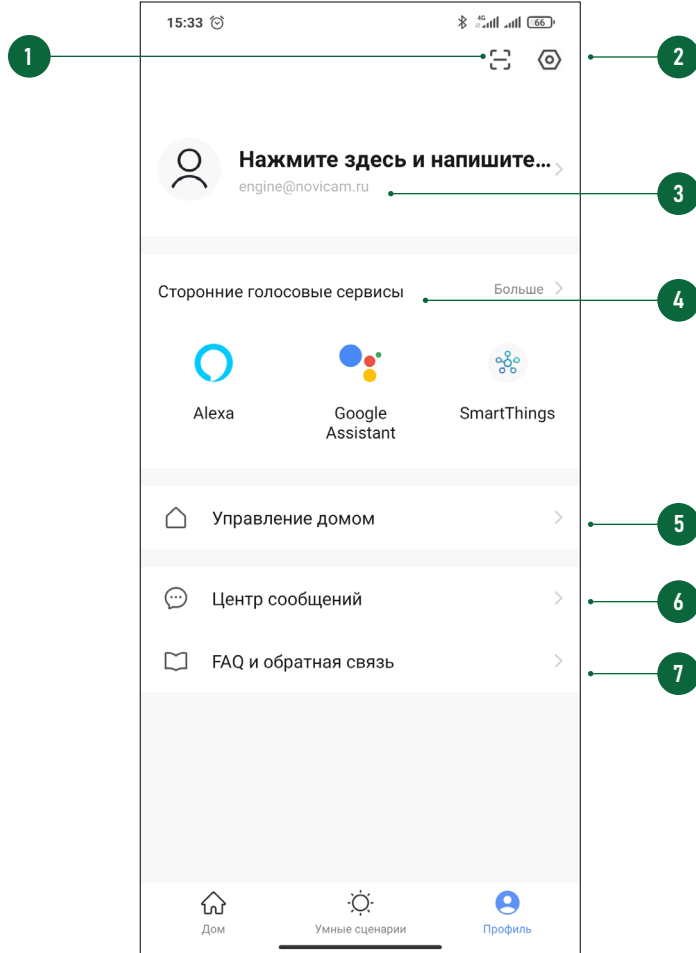 15:33
4G
66
1
2
Нажмите здесь и напишите...
engine@novicam.ru
3
Сторонние голосовые сервисы
Больше
4
Alexa
Google
Assistant
SmartThings
Управление домом
5
Центр сообщений
6
FAQ и обратная связь
7
Дом
Умные сценарии
Профиль